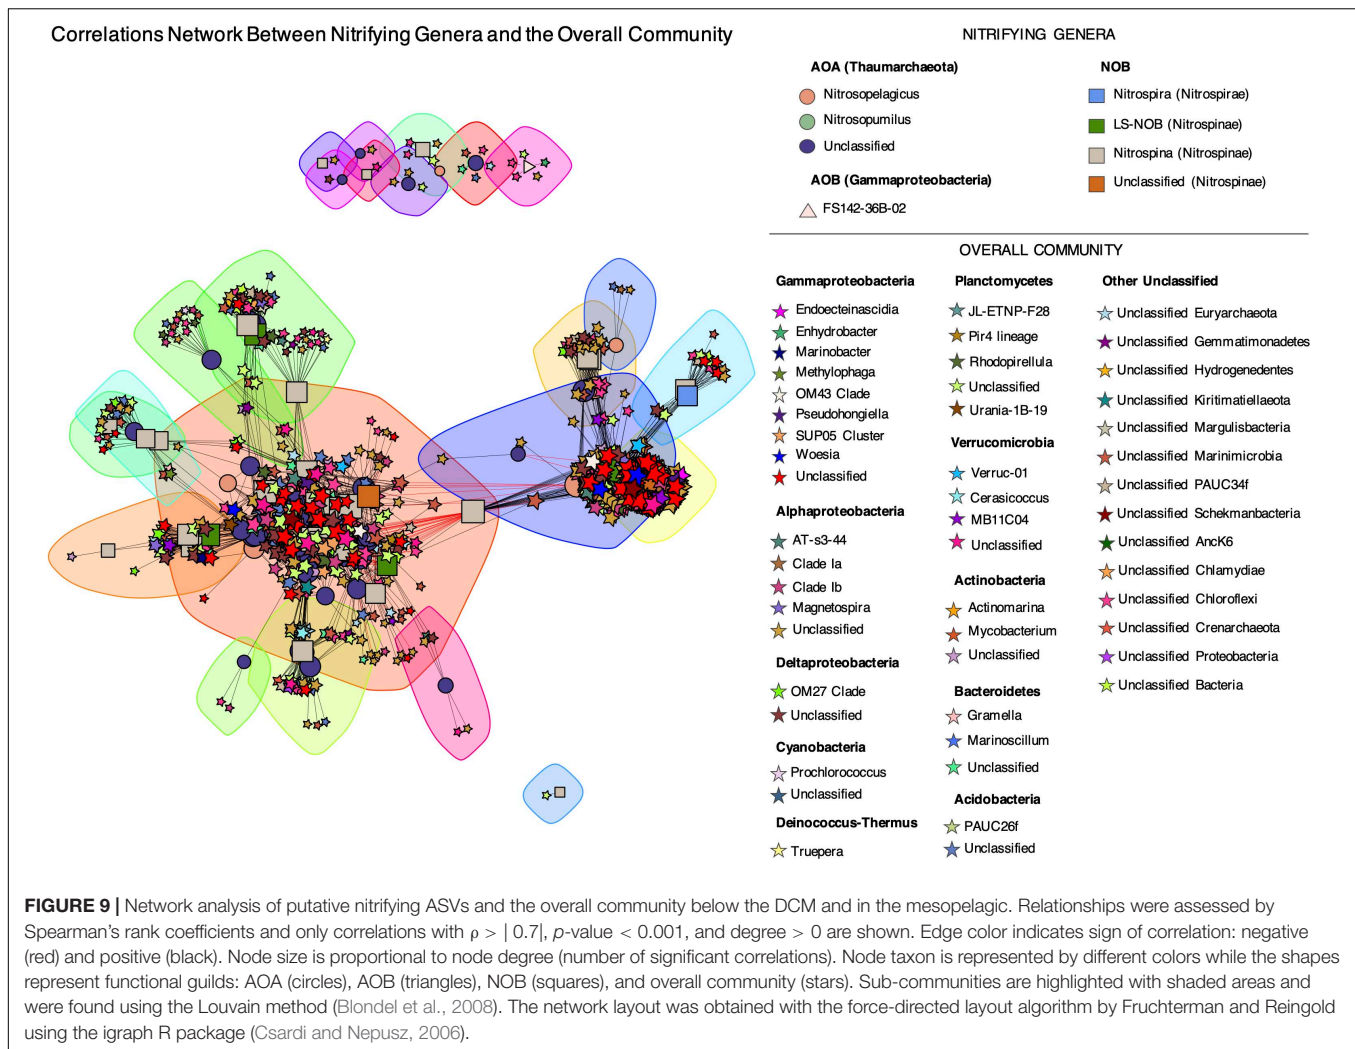 Correlations Network Between Nitrifying Genera and the Overall Community
NITRIFYING GENERA
AOA (Thaumarchaeota)
Nitrosopelagicus
Nitrosopumilus
Unclassified
AOB (Gammaproteobacteria)
FS142-36B-02
NOB
Nitrospira (Nitrospirae)
LS-NOB (Nitrospinae)
Nitrospina (Nitrospinae)
Unclassified (Nitrospinae)
OVERALL COMMUNITY
Gammaproteobacteria
Endoecteinascidia
Enhydrobacter
Marinobacter
Methylophaga
OM43 Clade
Pseudohongiella
SUP05 Cluster
Woesia
Unclassified
Alphaproteobacteria
AT-s3-44
Clade Ia
Clade Ib
Magnetospira
Unclassified
Deltaproteobacteria
OM27 Clade
Unclassified
Cyanobacteria
Prochlorococcus
Unclassified
Deinococcus-Thermus
Truepera
Planctomycetes
JL-ETNP-F28
Pir4 lineage
Rhodopirellula
Unclassified
Urania-1B-19
Verrucomicrobia
Verruc-01
Cerasicoccus
MB11C04
Unclassified
Actinobacteria
Actinomarina
Mycobacterium
Unclassified
Bacteroidetes
Gramella
Marinoscillum
Unclassified
Acidobacteria
PAUC26f
Unclassified
Other Unclassified
Unclassified Euryarchaeota
Unclassified Gemmatimonadetes
Unclassified Hydrogenedentes
Unclassified Kiritimatiellaeota
Unclassified Margulisbacteria
Unclassified Marinimicrobia
Unclassified PAUC34f
Unclassified Schekmanbacteria
Unclassified AncK6
Unclassified Chlamydiae
Unclassified Chloroflexi
Unclassified Crenarchaeota
Unclassified Proteobacteria
Unclassified Bacteria
FIGURE 9 | Network analysis of putative nitrifying ASVs and the overall community below the DCM and in the mesopelagic. Relationships were assessed by
Spearman's rank coefficients and only correlations with ρ > | 0.7|, p-value < 0.001, and degree > 0 are shown. Edge color indicates sign of correlation: negative
(red) and positive (black). Node size is proportional to node degree (number of significant correlations). Node taxon is represented by different colors while the shapes
represent functional guilds: AOA (circles), AOB (triangles), NOB (squares), and overall community (stars). Sub-communities are highlighted with shaded areas and
were found using the Louvain method (Blondel et al., 2008). The network layout was obtained with the force-directed layout algorithm by Fruchterman and Reingold
using the igraph R package (Csardi and Nepusz, 2006).